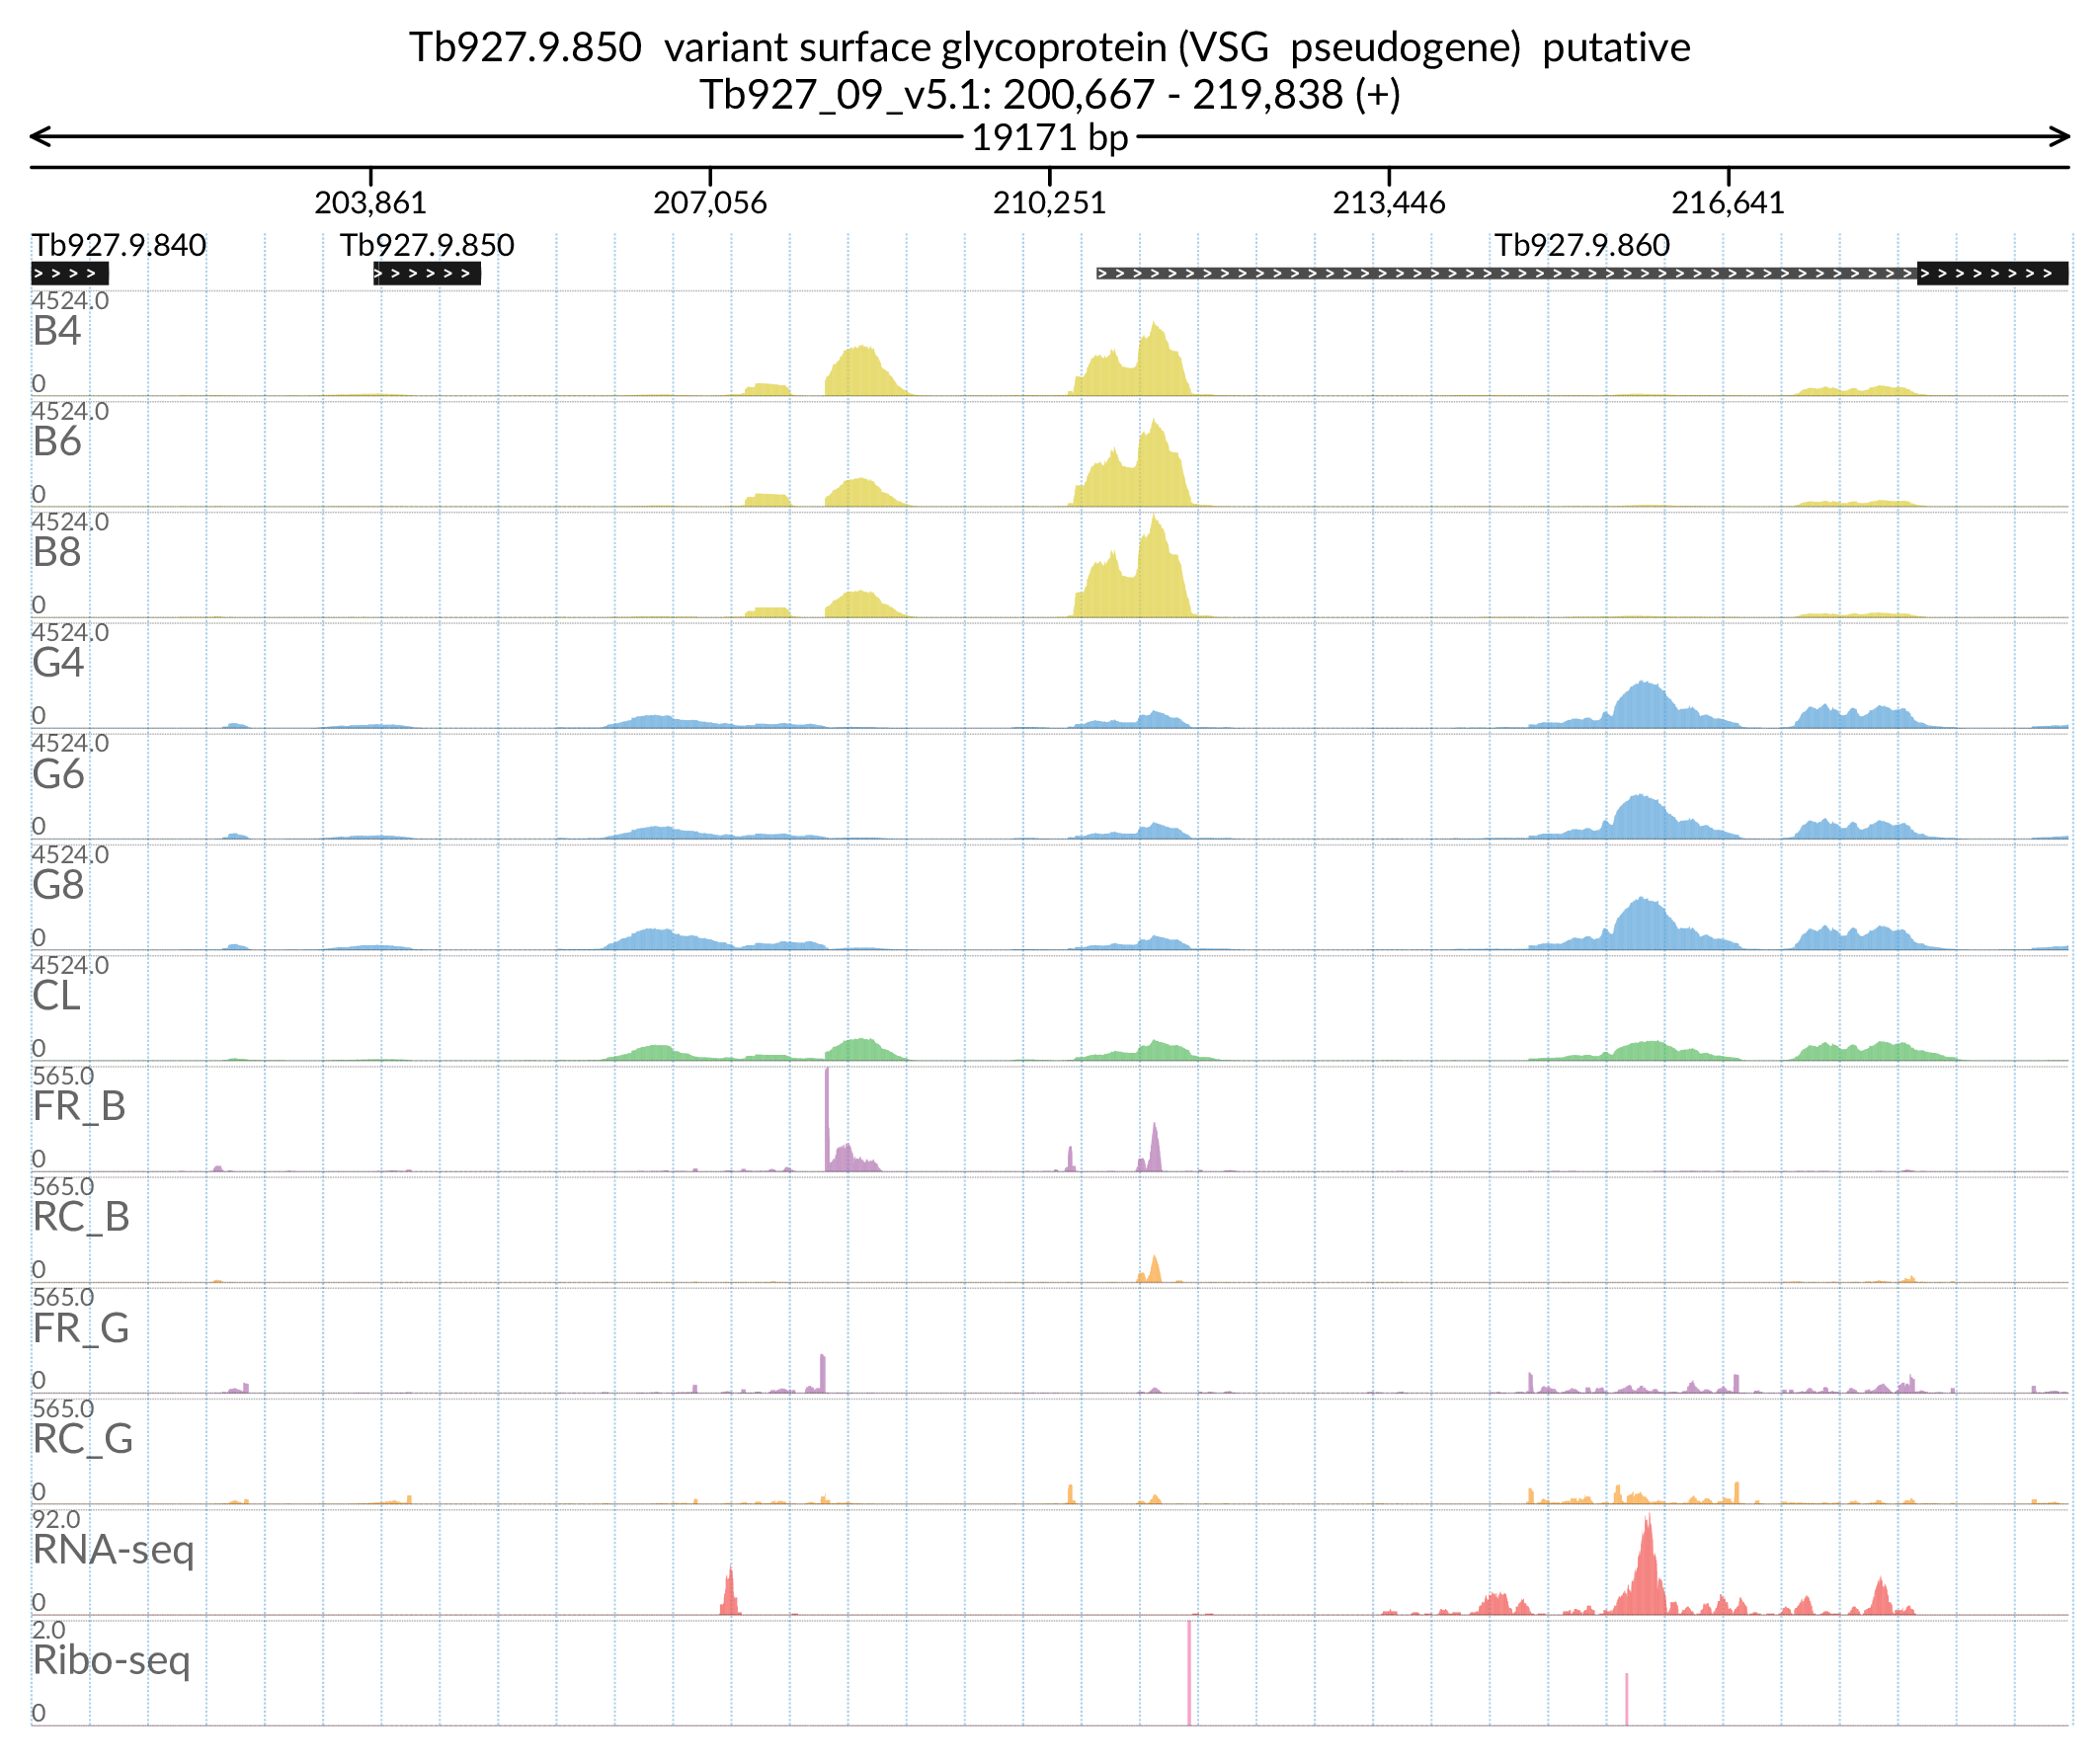 Tb927.9.850  variant surface glycoprotein (VSG  pseudogene)  putative
Tb927_09_v5.1: 200,667 - 219,838 (+)
19171 bp
203,861 207,056 210,251 213,446 216,641
Tb927.9.840 Tb927.9.850 Tb927.9.860
4524.0
B4
0
4524.0
B6
0
4524.0
B8
0
4524.0
G4
0
4524.0
G6
0
4524.0
G8
0
4524.0
CL
0
565.0
FR_B
0
565.0
RC_B
0
565.0
FR_G
0
565.0
RC_G
0
92.0
RNA-seq
0
2.0
Ribo-seq
0